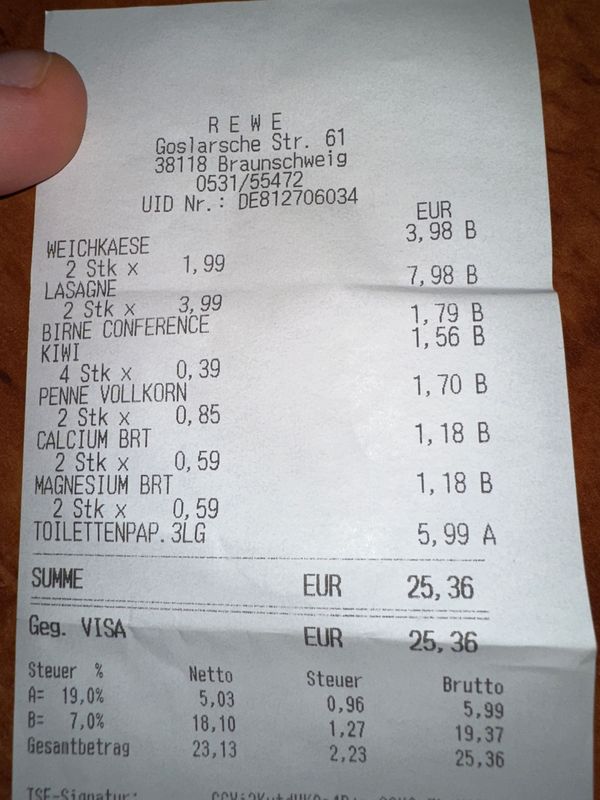 R E W E
Goslarsche Str. 61
38118 Braunschweig
0531/55472
UID Nr.: DE812706034
EUR
WEICHKAESE 3,98 B
2 Stk x 1,99
LASAGNE 7,98 B
2 Stk x 3,99
BIRNE CONFERENCE 1,79 B
KIWI 1,56 B
4 Stk x 0,39
PENNE VOLLKORN 1,70 B
2 Stk x 0,85
CALCIUM BRT 1,18 B
2 Stk x 0,59
MAGNESIUM BRT 1,18 B
2 Stk x 0,59
TOILETTENPAP.3LG 5,99 A
SUMME EUR 25,36
Geg. VISA EUR 25,36
Steuer % Netto Steuer Brutto
A= 19,0% 5,03 0,96 5,99
B= 7,0% 18,10 1,27 19,37
Gesamtbetrag 23,13 2,23 25,36
TSE-Signatur: